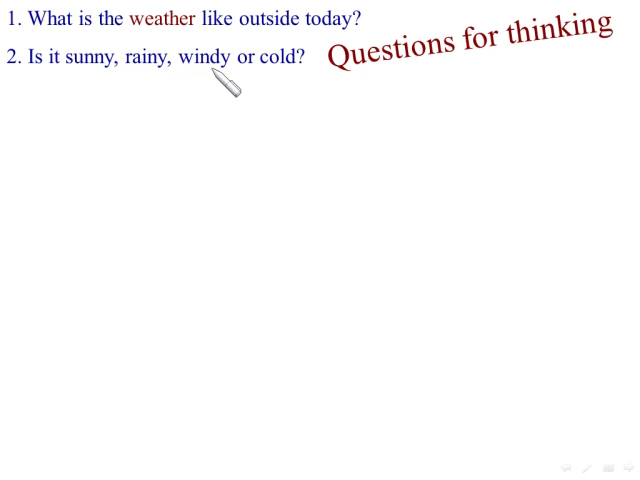 1. What is the weather like outside today?
2. Is it sunny, rainy, windy or cold?
Questions for thinking